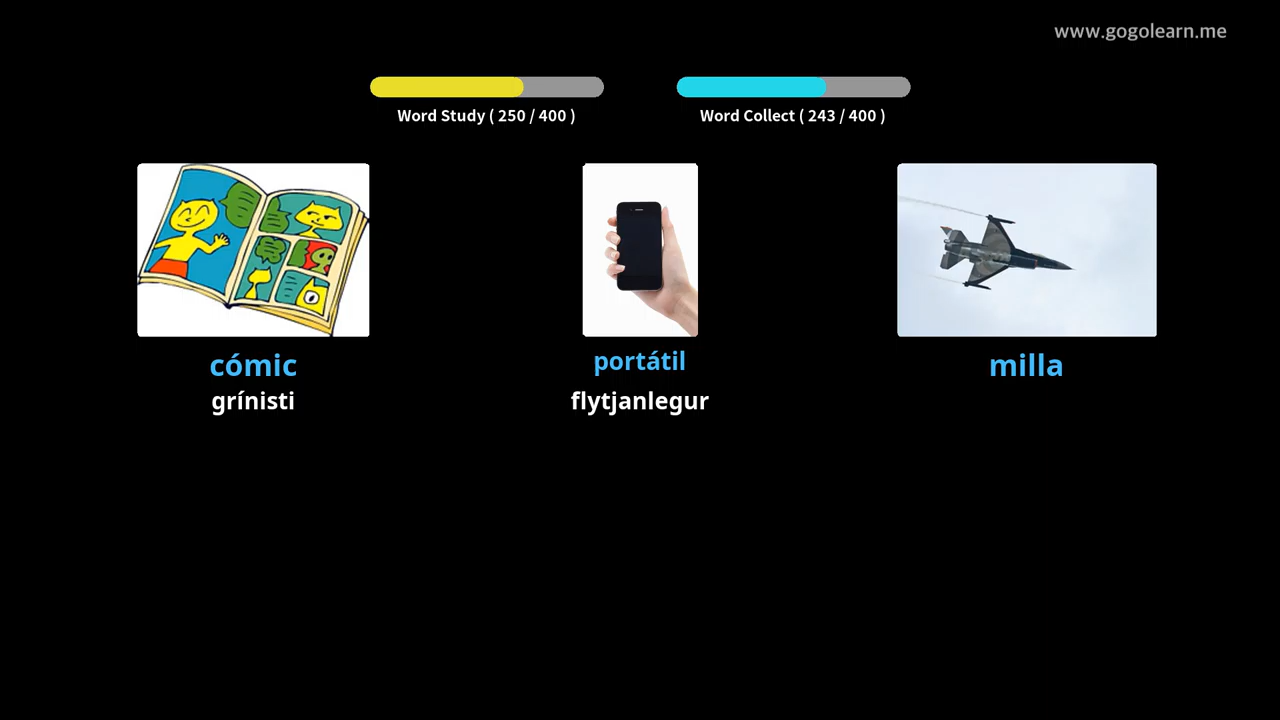 www.gogolearn.me
Word Study ( 250 / 400 )
Word Collect ( 243 / 400 )
cómic
portátil
milla
grínisti
flytjanlegur